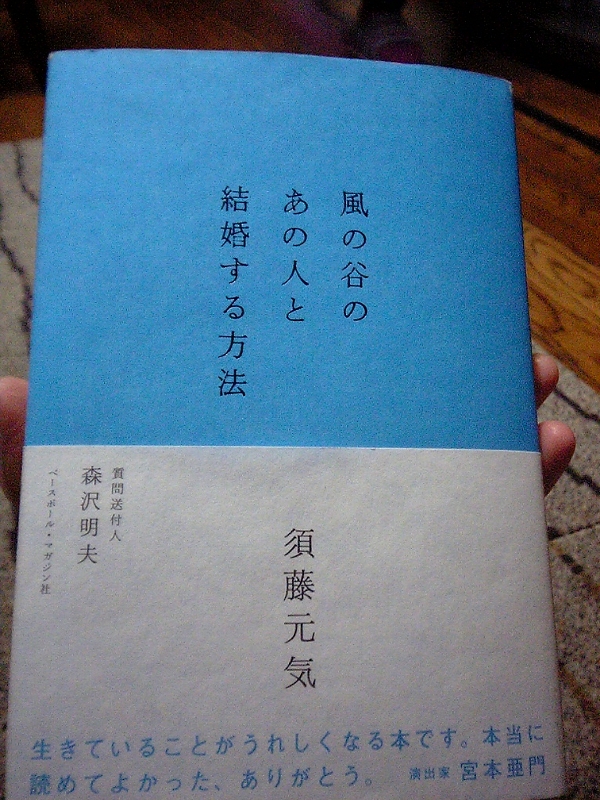 風の谷の
あの人と
結婚する方法
須藤元気
質問送付人
森沢明夫
ベースボール・マガジン社
生きていることがうれしくなる本です。本当に
読めてよかった、ありがとう。 演出家 宮本亜門